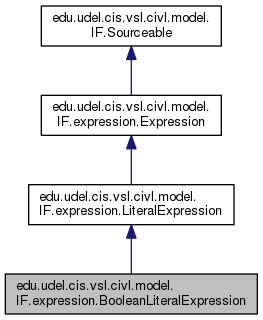 edu.udel.cis.vsl.civl.model.
IF.Sourceable
edu.udel.cis.vsl.civl.model.
IF.expression.Expression
edu.udel.cis.vsl.civl.model.
IF.expression.LiteralExpression
edu.udel.cis.vsl.civl.model.
IF.expression.BooleanLiteralExpression